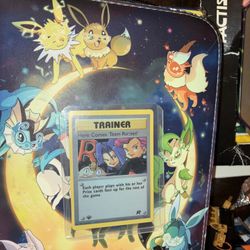 TRAINER
Here Comes Team Rocket!
Each player plays with his or her
Prize cards face up for the rest of
the game.